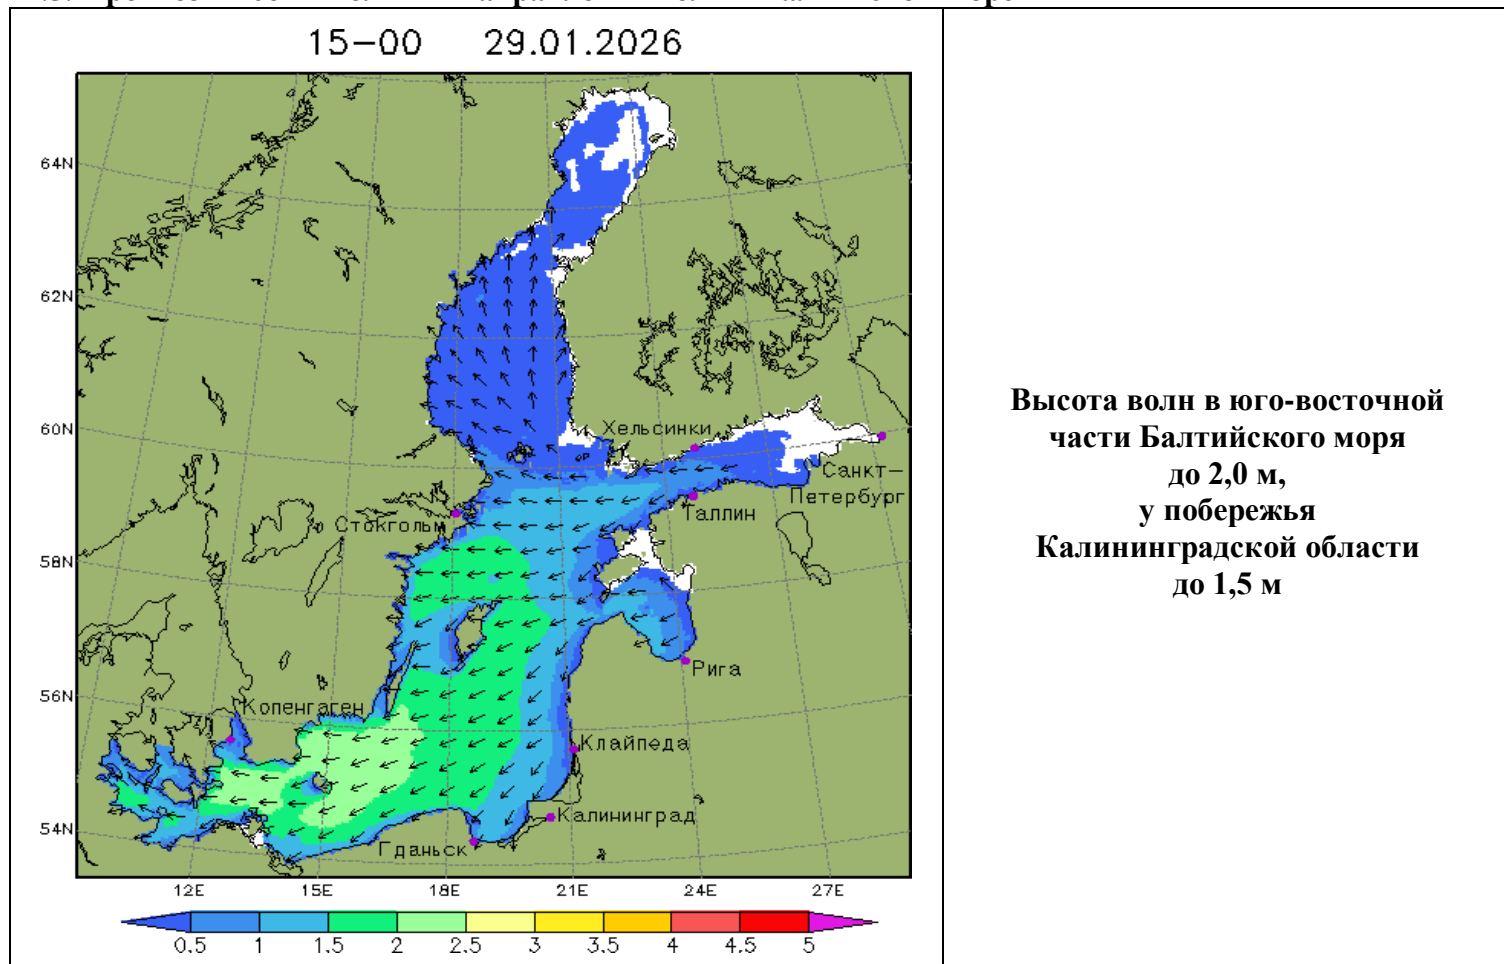 15-00 29.01.2026
64N
62N
60N
58N
56N
54N
Хельсинки
Санкт-
Петербург
Таллин
Стокгольм
Рига
Копенгаген
Клайпеда
Калининград
Гданьск
12E 15E 18E 21E 24E 27E
0.5 1 1.5 2 2.5 3 3.5 4 4.5 5
Высота волн в юго-восточной
части Балтийского моря
до 2,0 м,
у побережья
Калининградской области
до 1,5 м